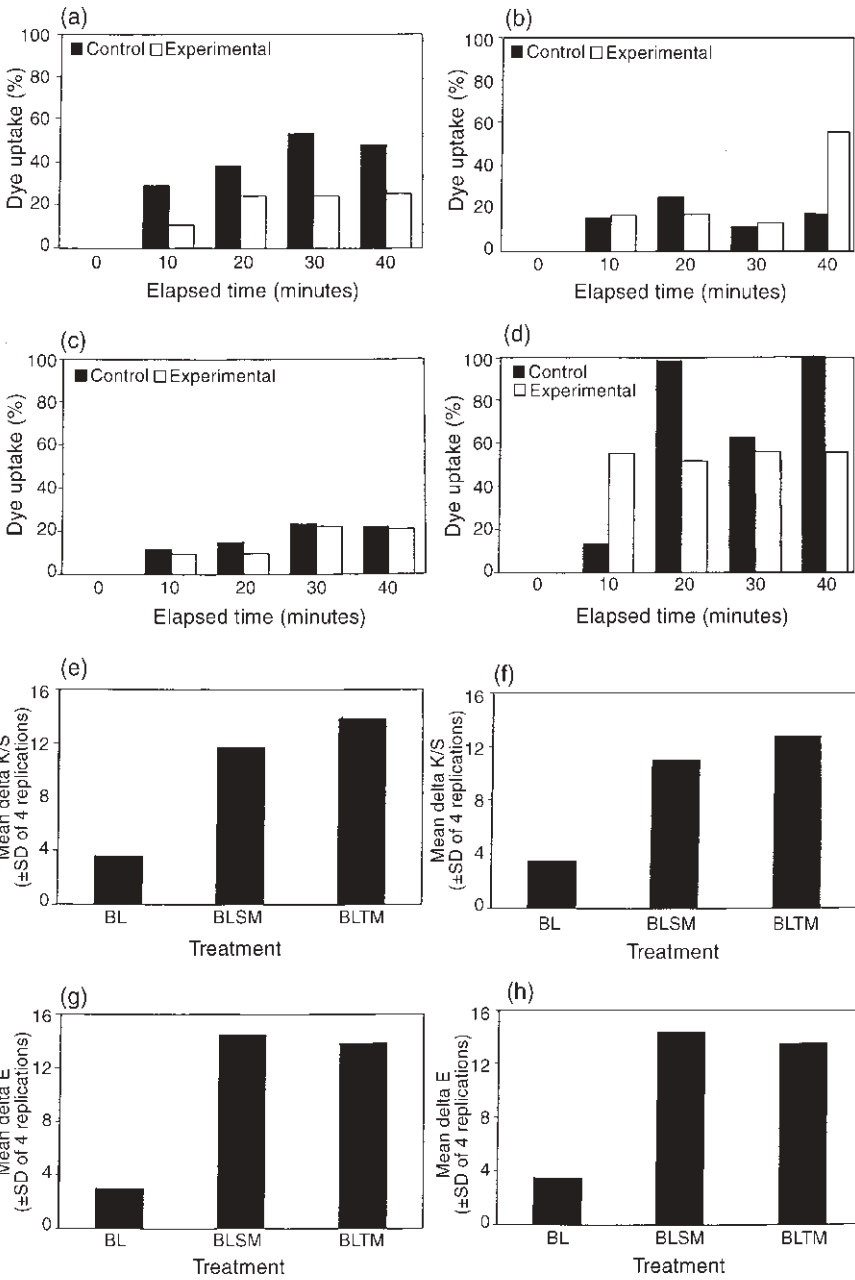 (a)
■ Control □ Experimental
100
80
60
40
20
0
Dye uptake (%)
0 10 20 30 40
Elapsed time (minutes)
(b)
■ Control □ Experimental
100
80
60
40
20
0
Dye uptake (%)
0 10 20 30 40
Elapsed time (minutes)
(c)
■ Control □ Experimental
100
80
60
40
20
0
Dye uptake (%)
0 10 20 30 40
Elapsed time (minutes)
(d)
■ Control
□ Experimental
100
80
60
40
20
0
Dye uptake (%)
0 10 20 30 40
Elapsed time (minutes)
(e)
16
12
8
4
0
Mean delta K/S
(±SD of 4 replications)
BL BLSM BLTM
Treatment
(f)
16
12
8
4
0
Mean delta K/S
(±SD of 4 replications)
BL BLSM BLTM
Treatment
(g)
16
12
8
4
0
Mean delta E
(±SD of 4 replications)
BL BLSM BLTM
Treatment
(h)
16
12
8
4
0
Mean delta E
(±SD of 4 replications)
BL BLSM BLTM
Treatment